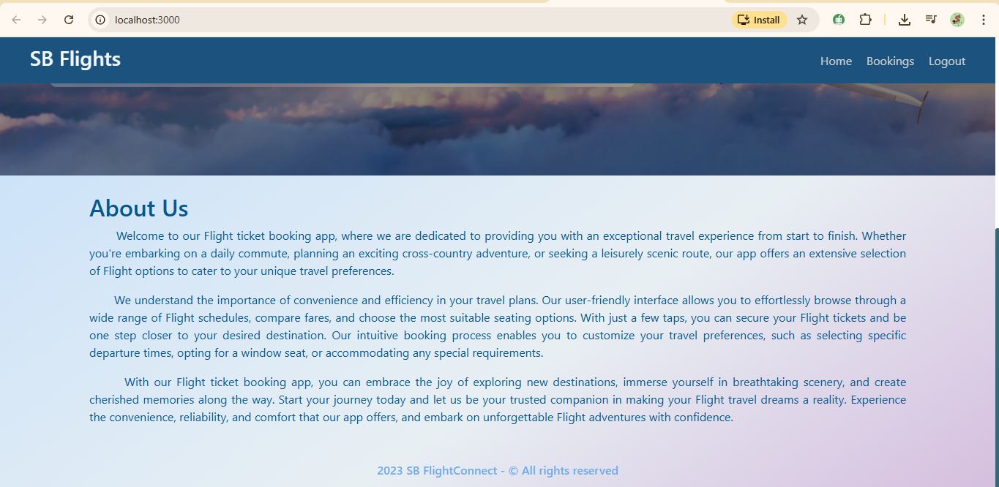 localhost:3000
Install
SB Flights
Home Bookings Logout
About Us
Welcome to our Flight ticket booking app, where we are dedicated to providing you with an exceptional travel experience from start to finish. Whether
you're embarking on a daily commute, planning an exciting cross-country adventure, or seeking a leisurely scenic route, our app offers an extensive selection
of Flight options to cater to your unique travel preferences.
We understand the importance of convenience and efficiency in your travel plans. Our user-friendly interface allows you to effortlessly browse through a
wide range of Flight schedules, compare fares, and choose the most suitable seating options. With just a few taps, you can secure your Flight tickets and be
one step closer to your desired destination. Our intuitive booking process enables you to customize your travel preferences, such as selecting specific
departure times, opting for a window seat, or accommodating any special requirements.
With our Flight ticket booking app, you can embrace the joy of exploring new destinations, immerse yourself in breathtaking scenery, and create
cherished memories along the way. Start your journey today and let us be your trusted companion in making your Flight travel dreams a reality. Experience
the convenience, reliability, and comfort that our app offers, and embark on unforgettable Flight adventures with confidence.
2023 SB FlightConnect - © All rights reserved